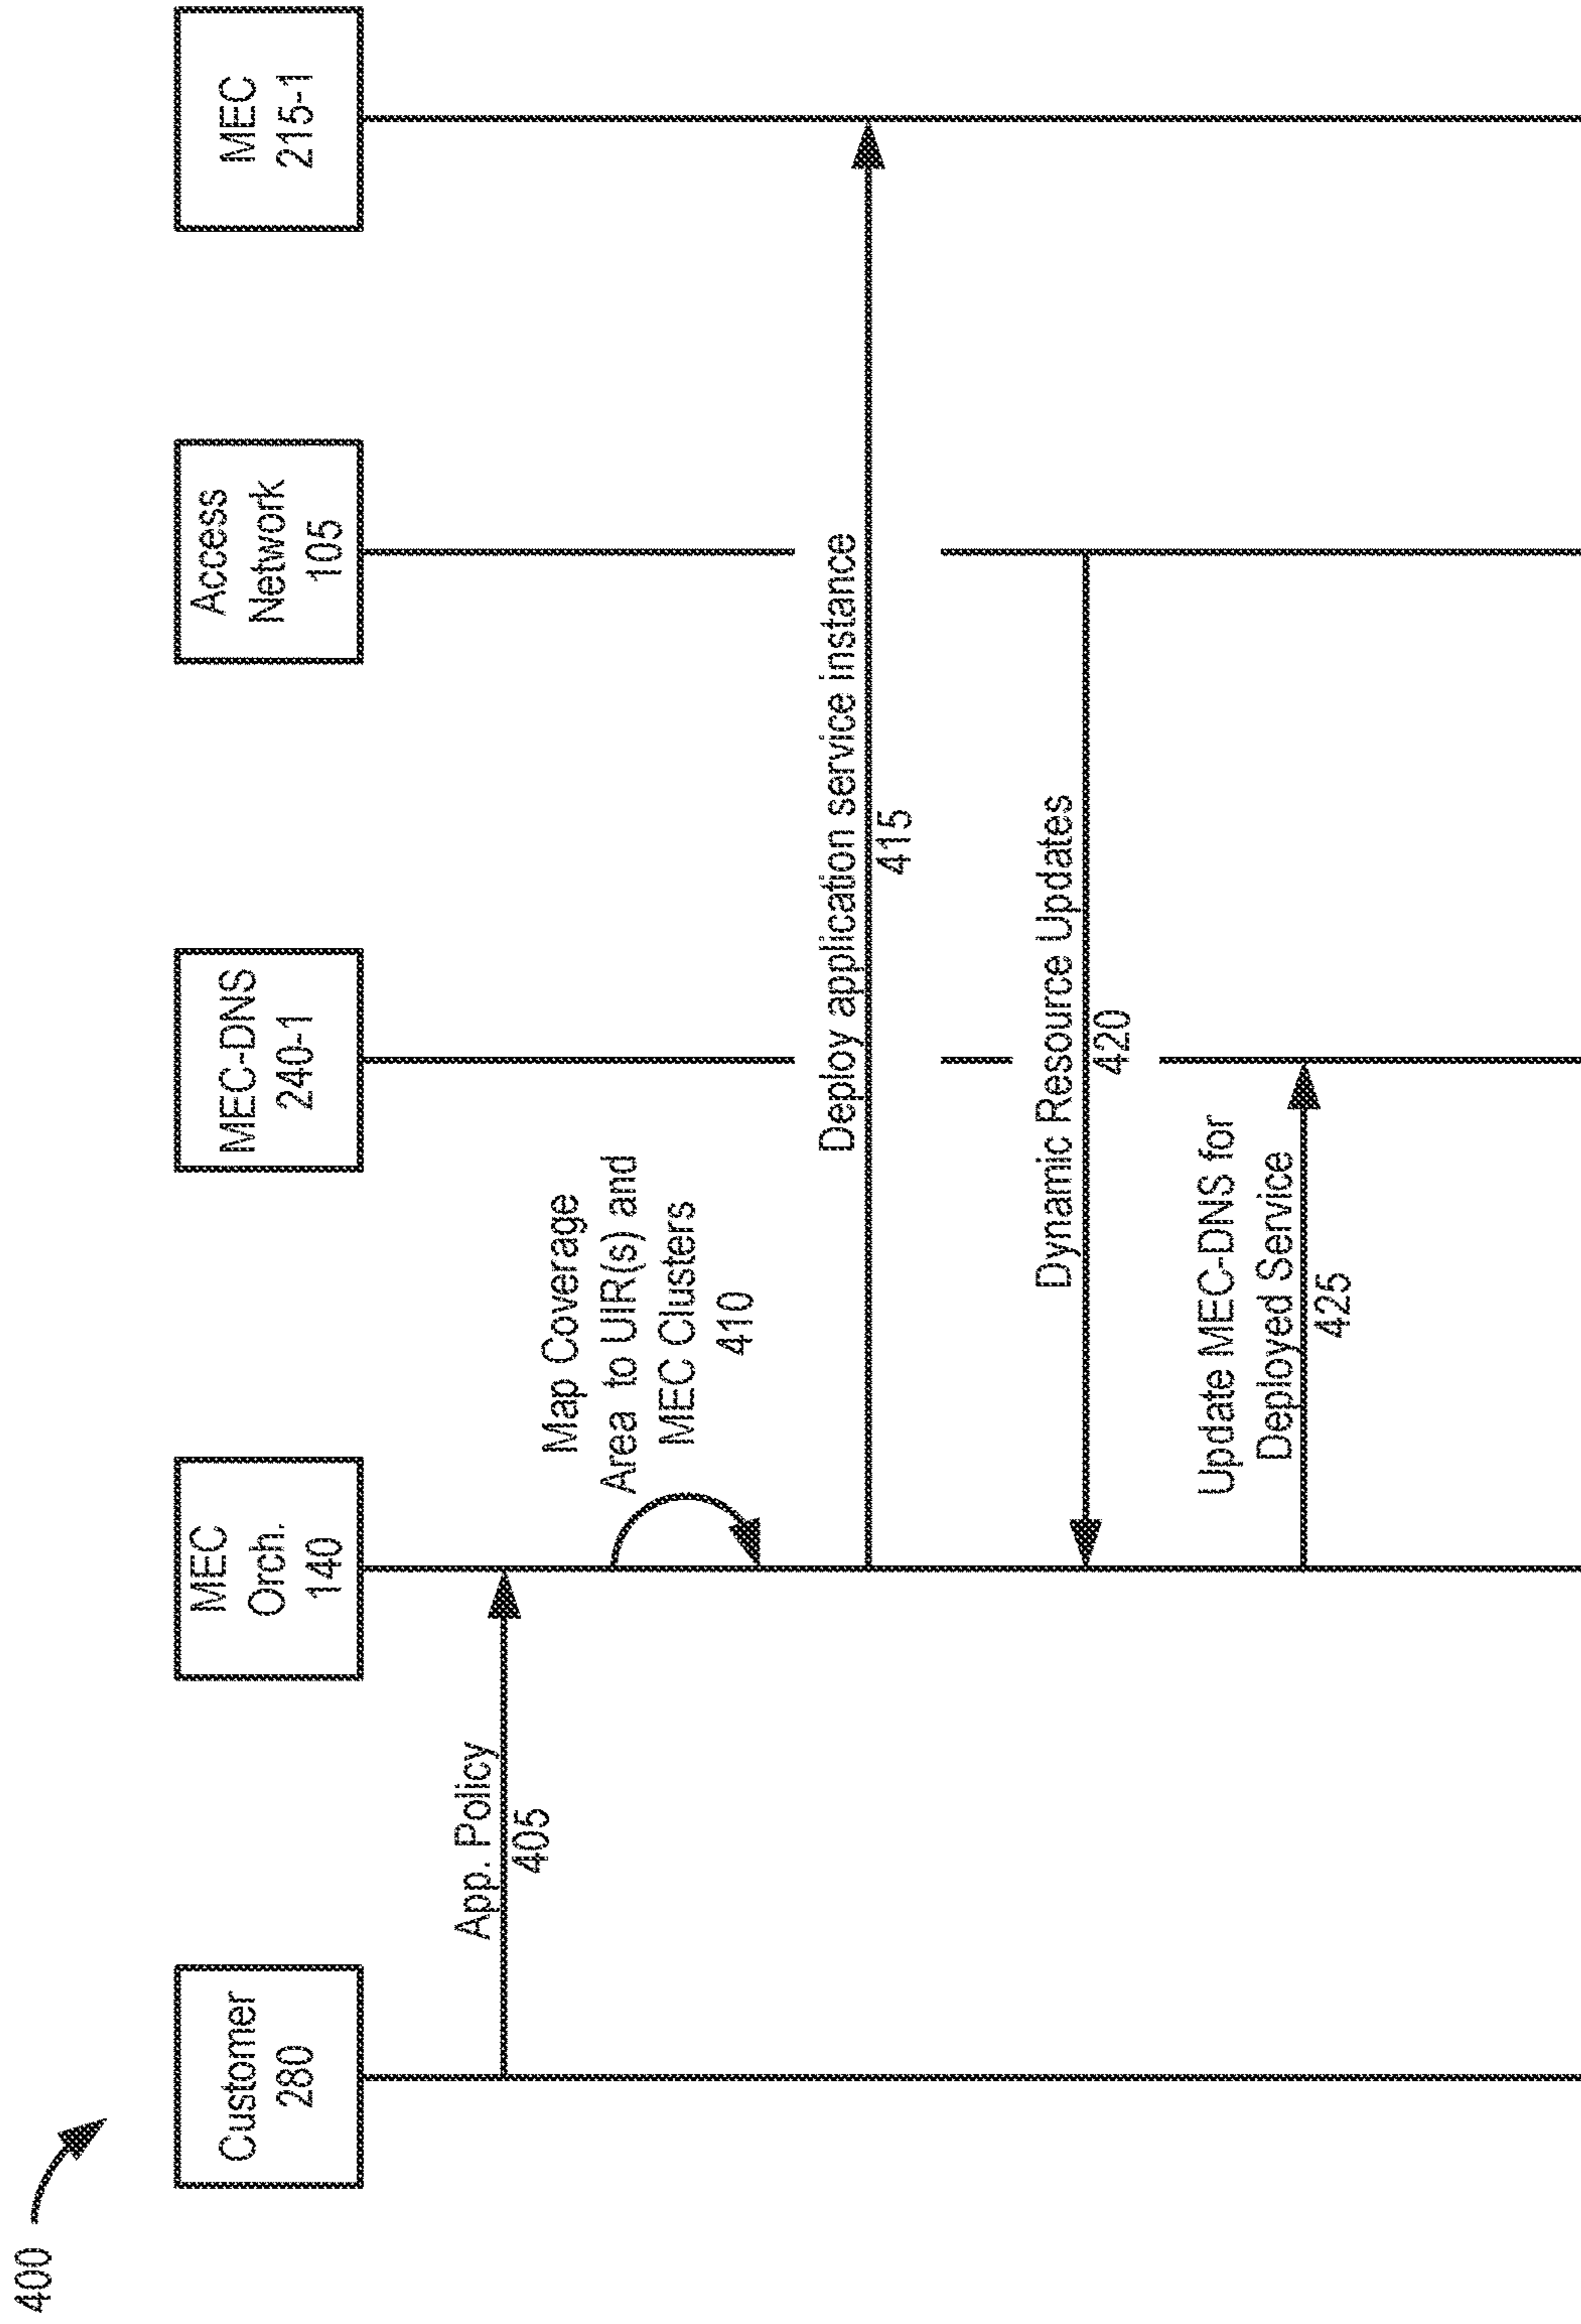 400
Customer
280
MEC
Orch.
140
MEC-DNS
240-1
Access
Network
105
MEC
215-1
App. Policy
405
Map Coverage
Area to UIR(s) and
MEC Clusters
410
Deploy application service instance
415
Dynamic Resource Updates
420
Update MEC-DNS for
Deployed Service
425